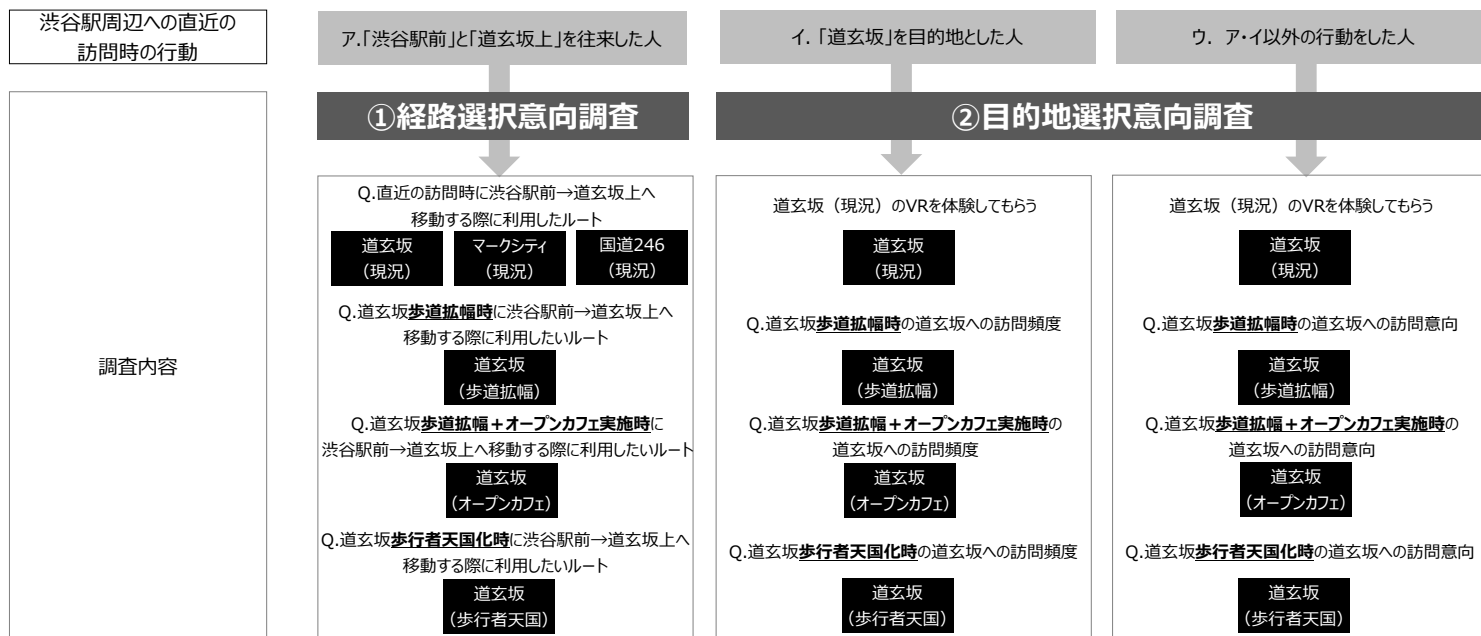 渋谷駅周辺への直近の
訪問時の行動
ア.「渋谷駅前」と「道玄坂上」を往来した人
イ.「道玄坂」を目的地とした人
ウ. ア・イ以外の行動をした人
①経路選択意向調査
②目的地選択意向調査
調査内容
Q.直近の訪問時に渋谷駅前→道玄坂上へ
移動する際に利用したルート
道玄坂
(現況)
マークシティ
(現況)
国道246
(現況)
Q.道玄坂歩道拡幅時に渋谷駅前→道玄坂上へ
移動する際に利用したいルート
道玄坂
(歩道拡幅)
Q.道玄坂歩道拡幅+オープンカフェ実施時に
渋谷駅前→道玄坂上へ移動する際に利用したいルート
道玄坂
(オープンカフェ)
Q.道玄坂歩行者天国化時に渋谷駅前→道玄坂上へ
移動する際に利用したいルート
道玄坂
(歩行者天国)
道玄坂(現況)のVRを体験してもらう
道玄坂
(現況)
Q.道玄坂歩道拡幅時の道玄坂への訪問頻度
道玄坂
(歩道拡幅)
Q.道玄坂歩道拡幅+オープンカフェ実施時の
道玄坂への訪問頻度
道玄坂
(オープンカフェ)
Q.道玄坂歩行者天国化時の道玄坂への訪問頻度
道玄坂
(歩行者天国)
道玄坂(現況)のVRを体験してもらう
道玄坂
(現況)
Q.道玄坂歩道拡幅時の道玄坂への訪問意向
道玄坂
(歩道拡幅)
Q.道玄坂歩道拡幅+オープンカフェ実施時の
道玄坂への訪問意向
道玄坂
(オープンカフェ)
Q.道玄坂歩行者天国化時の道玄坂への訪問意向
道玄坂
(歩行者天国)